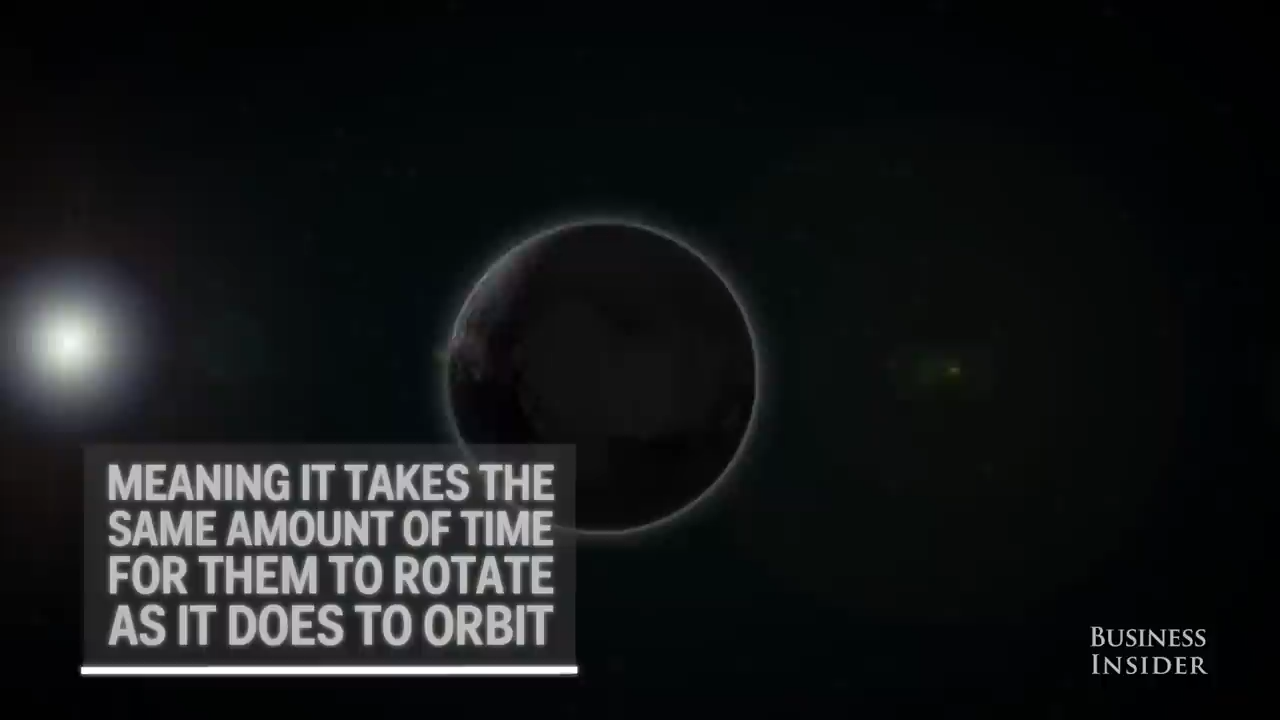 MEANING IT TAKES THE
SAME AMOUNT OF TIME
FOR THEM TO ROTATE
AS IT DOES TO ORBIT
BUSINESS
INSIDER